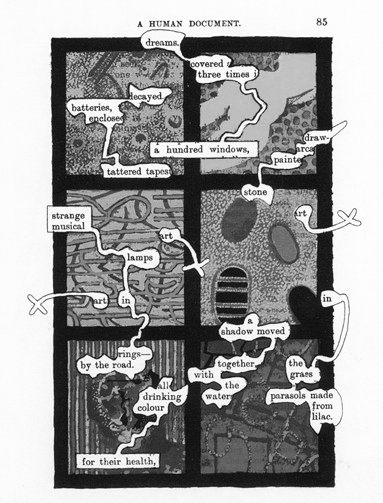 A HUMAN DOCUMENT. 85
dreams.
covered a
three times i
decayed.
batteries,
enclose
tattered tapest
a hundred windows,
draw-
arca
painte
stone
art
strange
musical
art
lamps
art in
in
rings—
by the road.
a
shadow moved
together,
with
the
water
the
grass
parasols made
from
lilac.
all
drinking
colour
for their health,